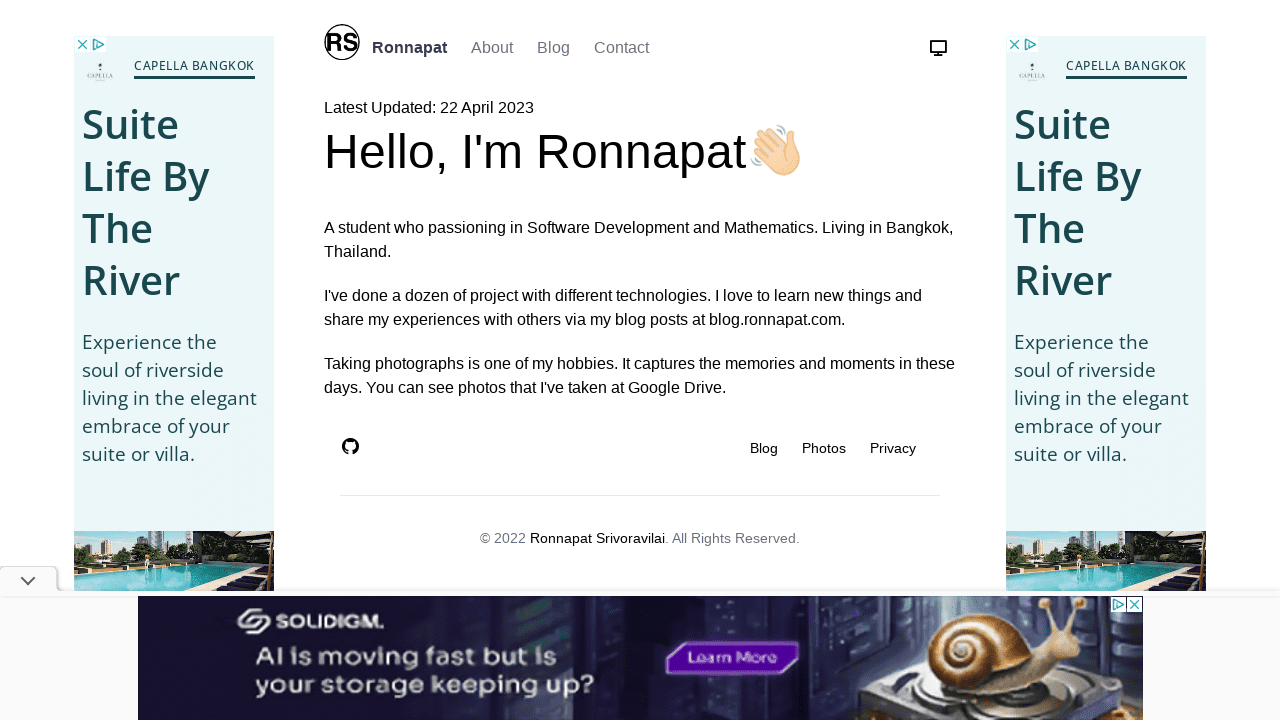 RS
Ronnapat
About
Blog
Contact
CAPELLA BANGKOK
Suite
Life By
The
River
Experience the
soul of riverside
living in the elegant
embrace of your
suite or villa.
Latest Updated: 22 April 2023
Hello, I'm Ronnapat👋🏻
A student who passioning in Software Development and Mathematics. Living in Bangkok,
Thailand.
I've done a dozen of project with different technologies. I love to learn new things and
share my experiences with others via my blog posts at blog.ronnapat.com.
Taking photographs is one of my hobbies. It captures the memories and moments in these
days. You can see photos that I've taken at Google Drive.
Blog
Photos
Privacy
© 2022 Ronnapat Srivoravilai. All Rights Reserved.
CAPELLA BANGKOK
Suite
Life By
The
River
Experience the
soul of riverside
living in the elegant
embrace of your
suite or villa.
SOLIDIGM.
AI is moving fast but is
your storage keeping up?
Learn More